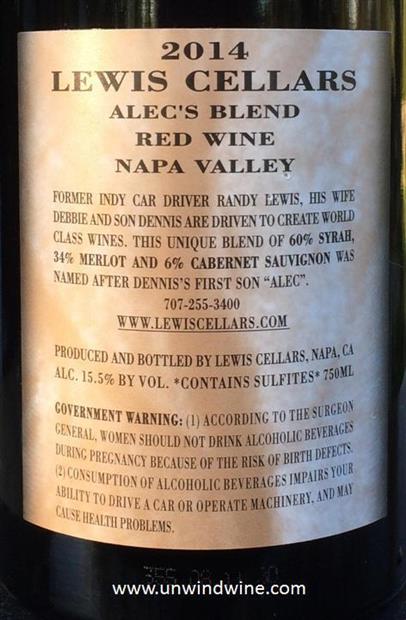 2014
LEWIS CELLARS
ALEC'S BLEND
RED WINE
NAPA VALLEY
FORMER INDY CAR DRIVER RANDY LEWIS, HIS WIFE
DEBBIE AND SON DENNIS ARE DRIVEN TO CREATE WORLD
CLASS WINES. THIS UNIQUE BLEND OF 60% SYRAH,
34% MERLOT AND 6% CABERNET SAUVIGNON WAS
NAMED AFTER DENNIS'S FIRST SON "ALEC".
707-255-3400
WWW.LEWISCELLARS.COM
PRODUCED AND BOTTLED BY LEWIS CELLARS, NAPA, CA
ALC. 15.5% BY VOL. *CONTAINS SULFITES* 750ML
GOVERNMENT WARNING: (1) ACCORDING TO THE SURGEON
GENERAL, WOMEN SHOULD NOT DRINK ALCOHOLIC BEVERAGES
DURING PREGNANCY BECAUSE OF THE RISK OF BIRTH DEFECTS.
(2) CONSUMPTION OF ALCOHOLIC BEVERAGES IMPAIRS YOUR
ABILITY TO DRIVE A CAR OR OPERATE MACHINERY, AND MAY
CAUSE HEALTH PROBLEMS.
www.unwindwine.com